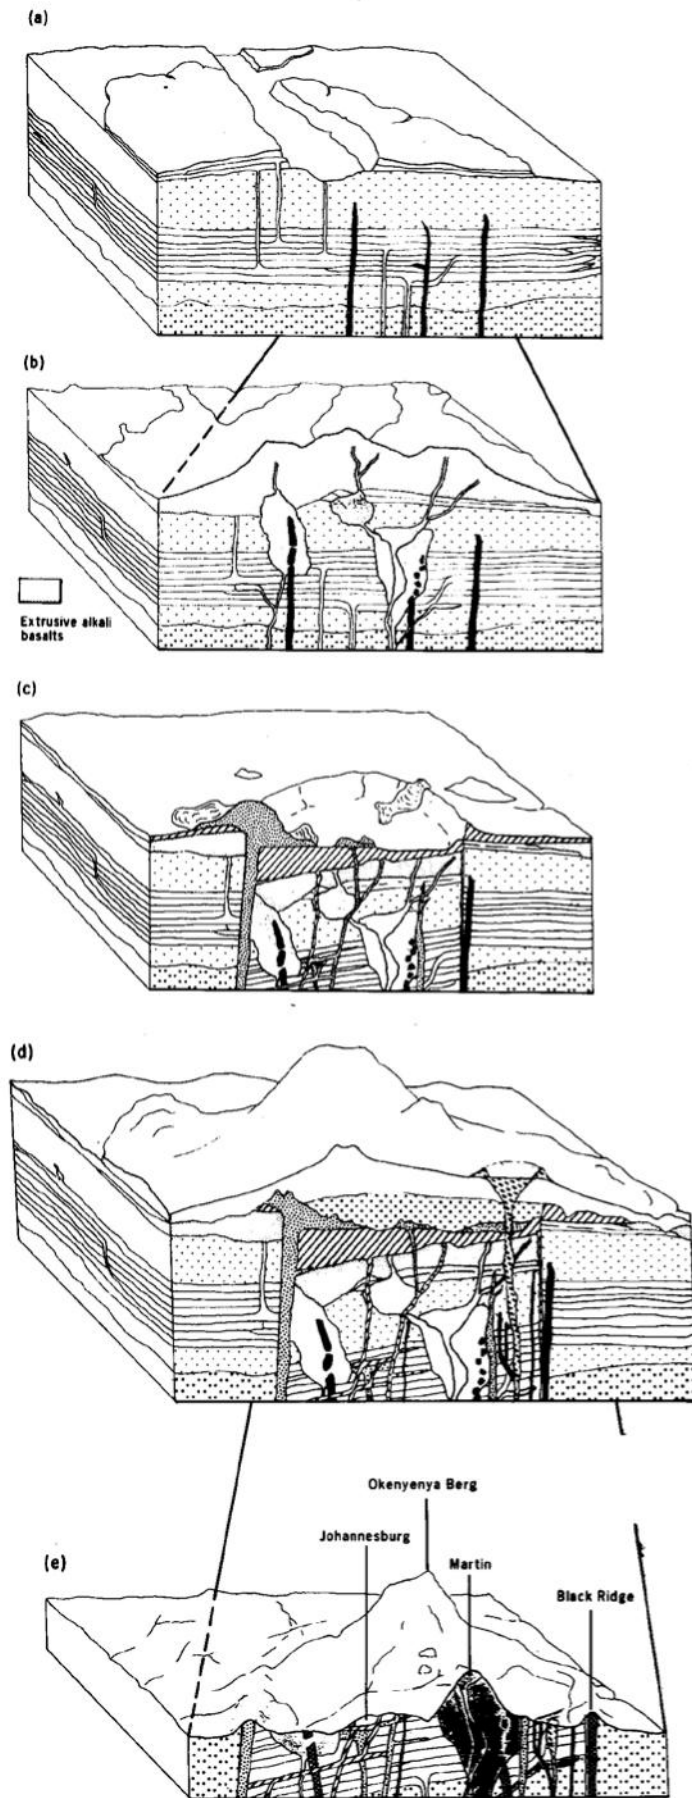 (a)
(b)
Extrusive alkali
basalts
(c)
(d)
Okenyenya Berg
Johannesburg
Martin
(e)
Black Ridge